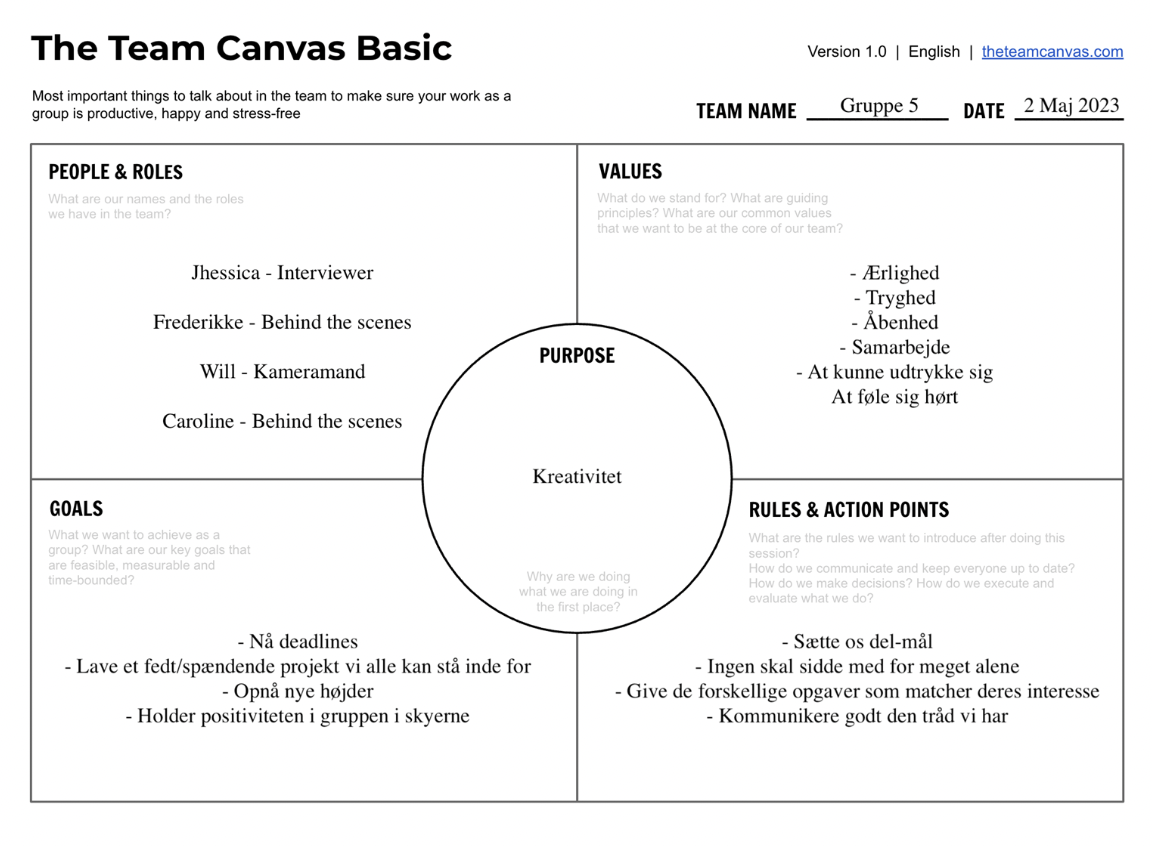 The Team Canvas Basic
Version 1.0 | English | theteamcanvas.com
Most important things to talk about in the team to make sure your work as a
group is productive, happy and stress-free
TEAM NAME Gruppe 5 DATE 2 Maj 2023
PEOPLE & ROLES
What are our names and the roles
we have in the team?
Jhessica - Interviewer
Frederikke - Behind the scenes
Will - Kameramand
Caroline - Behind the scenes
VALUES
What do we stand for? What are guiding
principles? What are our common values
that we want to be at the core of our team?
- Ærlighed
- Tryghed
- Åbenhed
- Samarbejde
- At kunne udtrykke sig
At føle sig hørt
PURPOSE
Kreativitet
Why are we doing
what we are doing in
the first place?
GOALS
What we want to achieve as a
group? What are our key goals that
are feasible, measurable and
time-bounded?
- Nå deadlines
- Lave et fedt/spændende projekt vi alle kan stå inde for
- Opnå nye højder
- Holder positiviteten i gruppen i skyerne
RULES & ACTION POINTS
What are the rules we want to introduce after doing this
session?
How do we communicate and keep everyone up to date?
How do we make decisions? How do we execute and
evaluate what we do?
- Sætte os del-mål
- Ingen skal sidde med for meget alene
- Give de forskellige opgaver som matcher deres interesse
- Kommunikere godt den tråd vi har